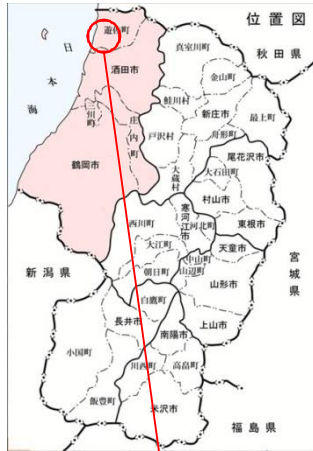 位置図
日本海
遊佐町
真室川町
秋田県
酒田市
金山町
鮭川村
新庄市
最上町
戸沢村
舟形町
庄内町
鶴岡市
大蔵村
尾花沢市
大石田町
村山市
東根市
西川町
寒河江市
河北町
大江町
天童市
中山町
宮城県
新潟県
朝日町
山辺町
山形市
白鷹町
上山市
長井市
南陽市
小国町
川西町
高畠町
飯豊町
米沢市
福島県